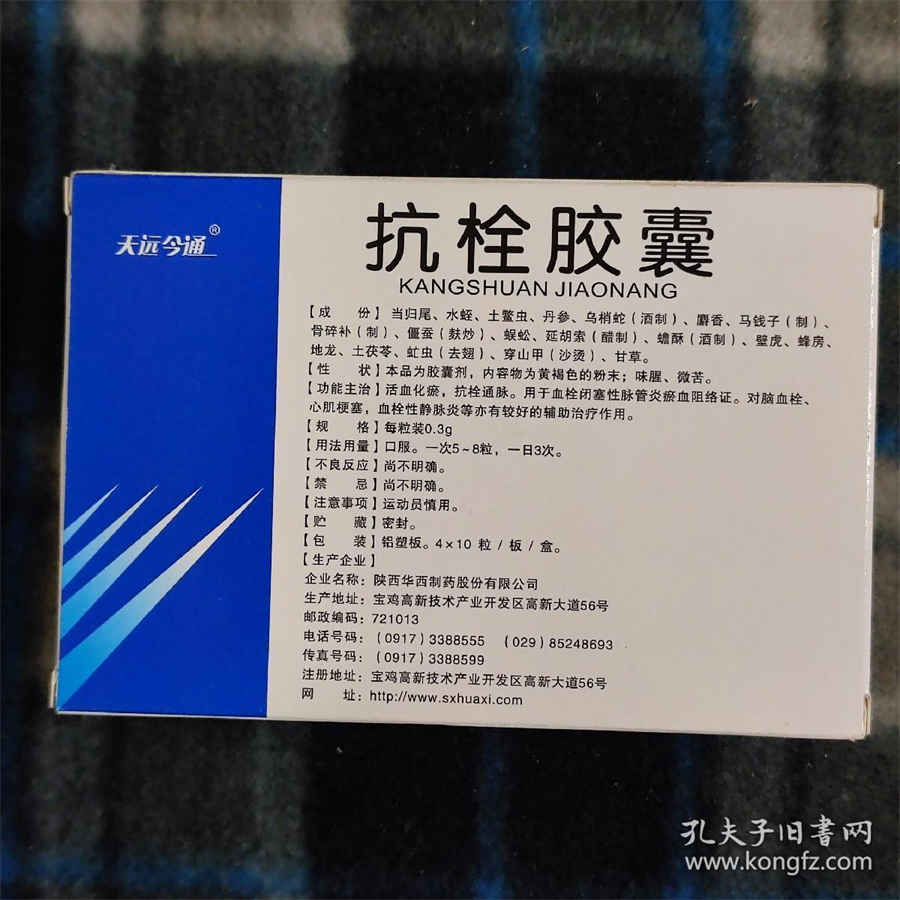 天远今通®
抗栓胶囊
KANGSHUAN JIAONANG
【成 份】当归尾、水蛭、土鳖虫、丹参、乌梢蛇（酒制）、麝香、马钱子（制）、
骨碎补（制）、僵蚕（麸炒）、蜈蚣、延胡索（醋制）、蟾酥（酒制）、壁虎、蜂房、
地龙、土茯苓、虻虫（去翅）、穿山甲（沙烫）、甘草。
【性 状】本品为胶囊剂，内容物为黄褐色的粉末；味腥、微苦。
【功能主治】活血化瘀，抗栓通脉。用于血栓闭塞性脉管炎瘀血阻络证。对脑血栓、
心肌梗塞，血栓性静脉炎等亦有较好的辅助治疗作用。
【规 格】每粒装0.3g
【用法用量】口服。一次5~8粒，一日3次。
【不良反应】尚不明确。
【禁 忌】尚不明确。
【注意事项】运动员慎用。
【贮 藏】密封。
【包 装】铝塑板。4×10 粒 / 板 / 盒。
【生产企业】
企业名称：陕西华西制药股份有限公司
生产地址：宝鸡高新技术产业开发区高新大道56号
邮政编码：721013
电话号码：（0917）3388555 （029）85248693
传真号码：（0917）3388599
注册地址：宝鸡高新技术产业开发区高新大道56号
网 址：http://www.sxhuaxi.com
孔夫子旧書网
www.kongfz.com